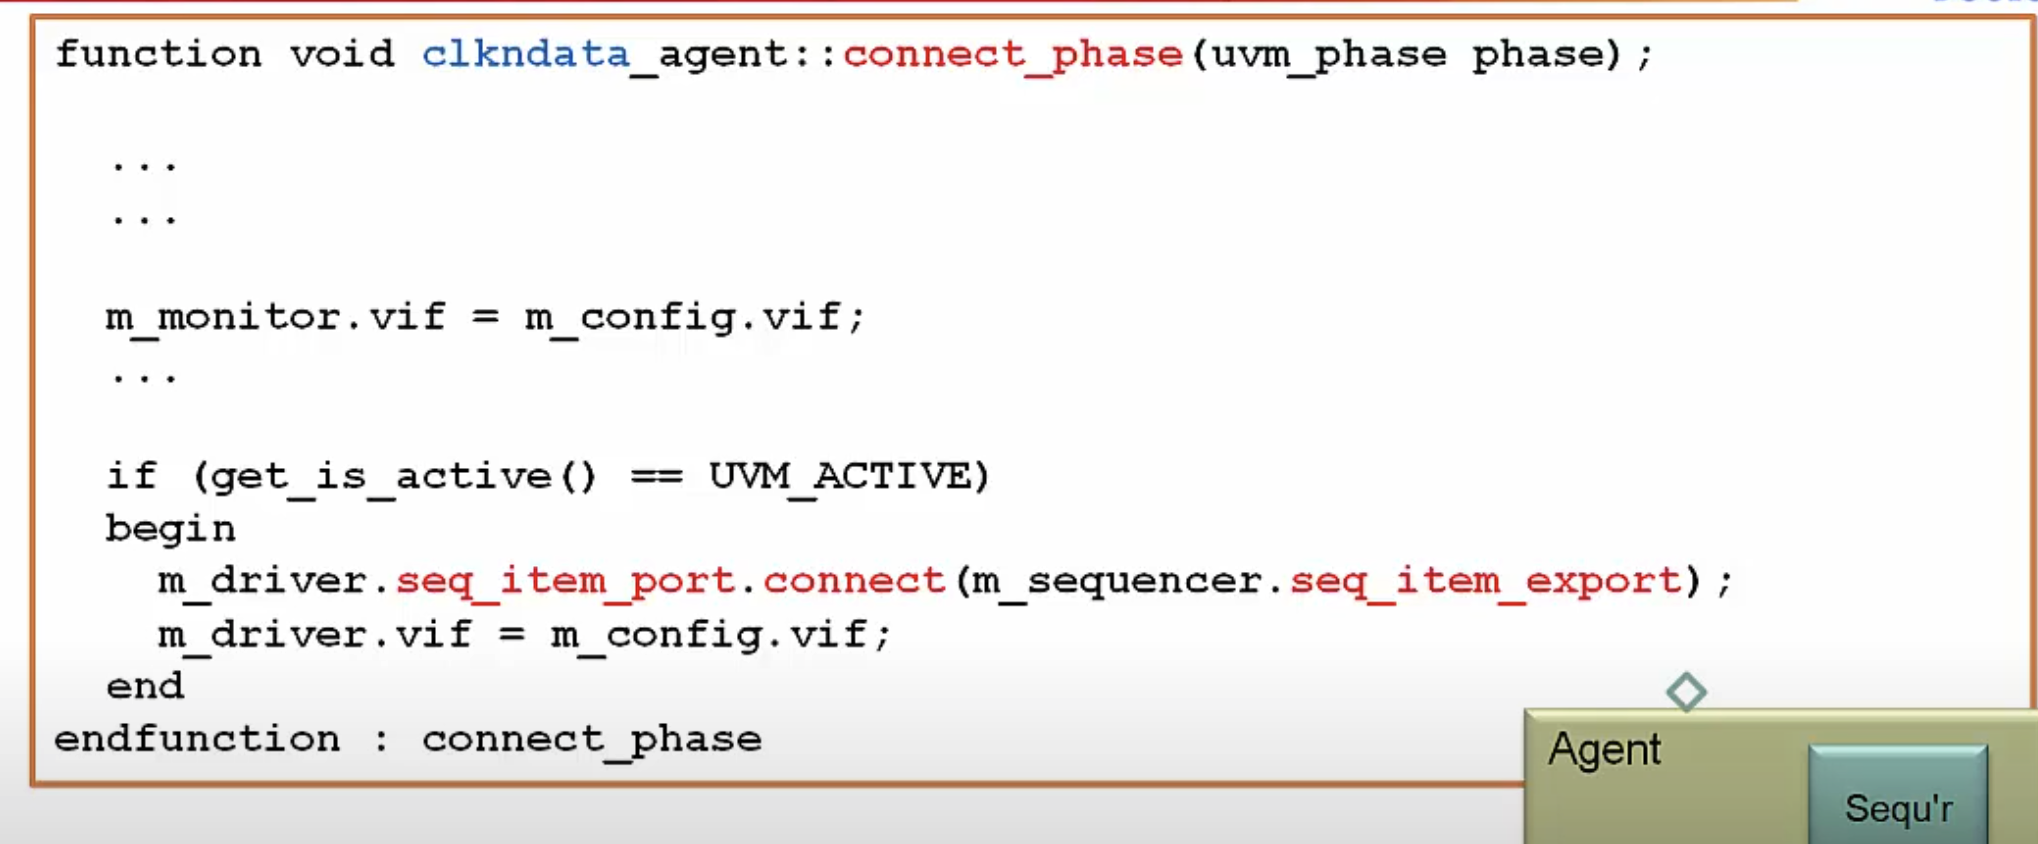 function void clkndata_agent::connect_phase(uvm_phase phase);
...
...
m_monitor.vif = m_config.vif;
...
if (get_is_active() == UVM_ACTIVE)
begin
m_driver.seq_item_port.connect(m_sequencer.seq_item_export);
m_driver.vif = m_config.vif;
end
endfunction : connect_phase
Agent
Sequ'r